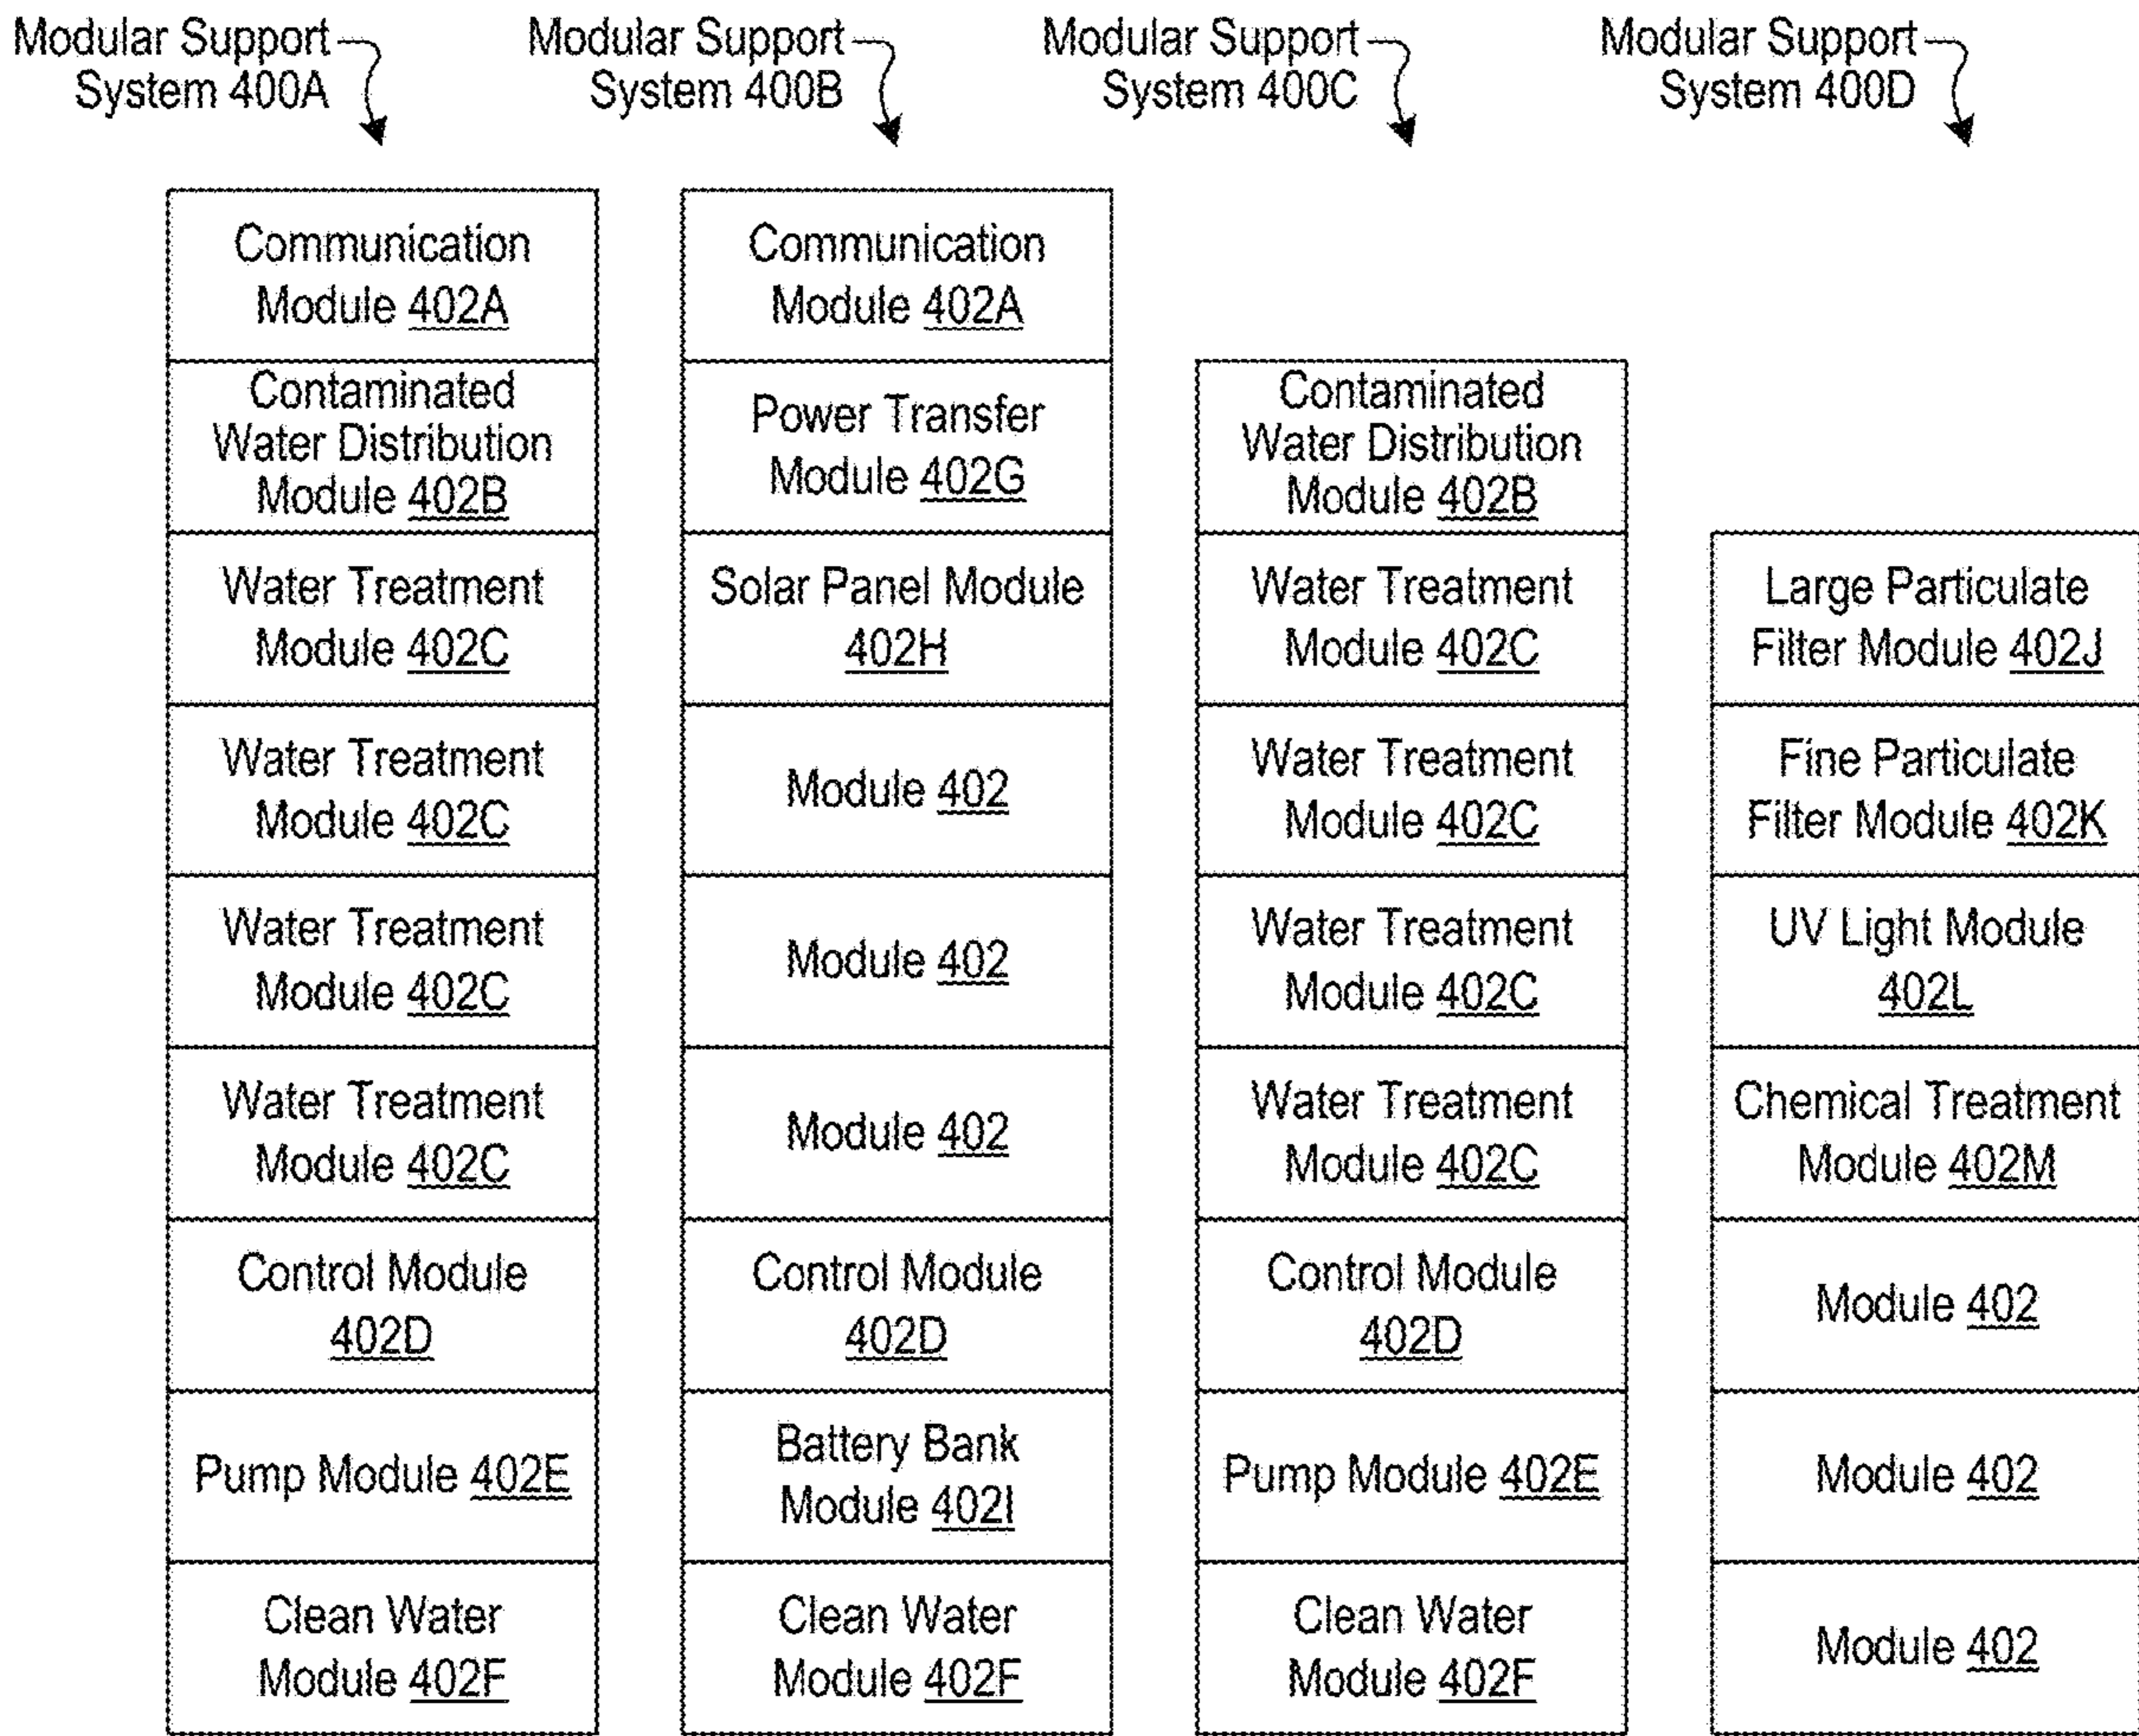 Modular Support
System 400A
Modular Support
System 400B
Modular Support
System 400C
Modular Support
System 400D
Communication
Module 402A
Contaminated
Water Distribution
Module 402B
Water Treatment
Module 402C
Water Treatment
Module 402C
Water Treatment
Module 402C
Water Treatment
Module 402C
Control Module
402D
Pump Module 402E
Clean Water
Module 402F
Communication
Module 402A
Power Transfer
Module 402G
Solar Panel Module
402H
Module 402
Module 402
Module 402
Control Module
402D
Battery Bank
Module 402I
Clean Water
Module 402F
Contaminated
Water Distribution
Module 402B
Water Treatment
Module 402C
Water Treatment
Module 402C
Water Treatment
Module 402C
Water Treatment
Module 402C
Control Module
402D
Pump Module 402E
Clean Water
Module 402F
Large Particulate
Filter Module 402J
Fine Particulate
Filter Module 402K
UV Light Module
402L
Chemical Treatment
Module 402M
Module 402
Module 402
Module 402